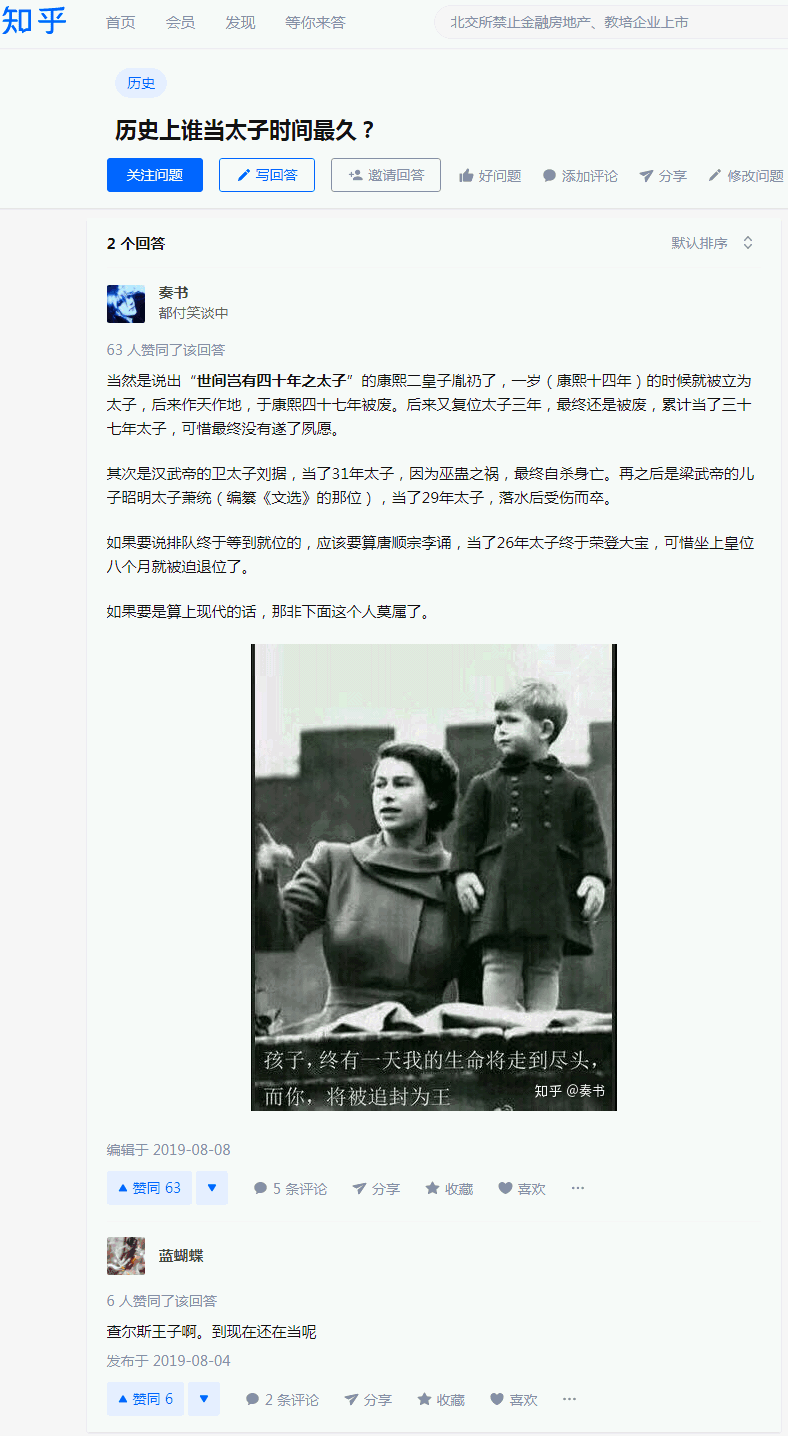 知乎 首页 会员 发现 等你来答 北交所禁止金融房地产、教培企业上市
历史
历史上谁当太子时间最久？
关注问题 写回答 邀请回答 好问题 添加评论 分享 修改问题
2 个回答 默认排序
奏书
都付笑谈中
63 人赞同了该回答
当然是说出“世间岂有四十年之太子”的康熙二皇子胤礽了，一岁（康熙十四年）的时候就被立为
太子，后来作天作地，于康熙四十七年被废。后来又复位太子三年，最终还是被废，累计当了三十
七年太子，可惜最终没有遂了夙愿。
其次是汉武帝的卫太子刘据，当了31年太子，因为巫蛊之祸，最终自杀身亡。再之后是梁武帝的儿
子昭明太子萧统（编纂《文选》的那位），当了29年太子，落水后受伤而卒。
如果要说排队终于等到就位的，应该要算唐顺宗李诵，当了26年太子终于荣登大宝，可惜坐上皇位
八个月就被迫退位了。
如果要是算上现代的话，那非下面这个人莫属了。
孩子，终有一天我的生命将走到尽头，
而你，将被追封为王
知乎 @奏书
编辑于 2019-08-08
赞同 63 5 条评论 分享 收藏 喜欢 ···
蓝蝴蝶
6 人赞同了该回答
查尔斯王子啊。到现在还在当呢
发布于 2019-08-04
赞同 6 2 条评论 分享 收藏 喜欢 ···